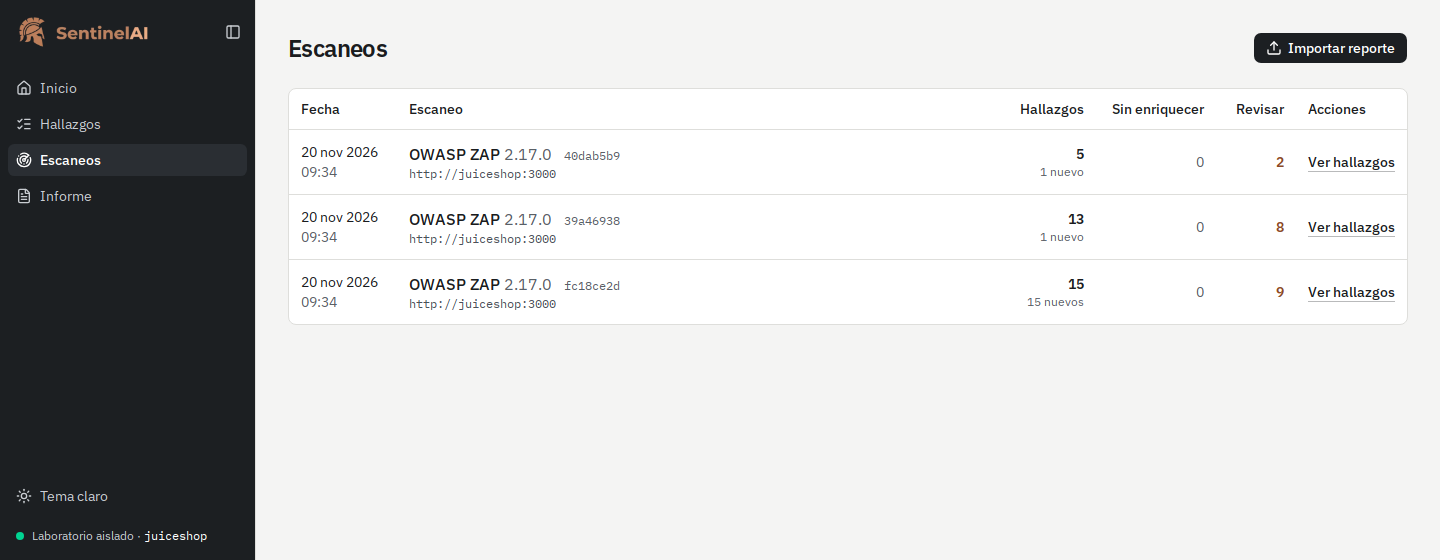 SentinelAI
Inicio
Hallazgos
Escaneos
Informe
Tema claro
Laboratorio aislado · juiceshop
Escaneos
Importar reporte
Fecha Escaneo Hallazgos Sin enriquecer Revisar Acciones
20 nov 2026 OWASP ZAP 2.17.0 40dab5b9 5 0 2 Ver hallazgos
09:34 http://juiceshop:3000 1 nuevo
20 nov 2026 OWASP ZAP 2.17.0 39a46938 13 0 8 Ver hallazgos
09:34 http://juiceshop:3000 1 nuevo
20 nov 2026 OWASP ZAP 2.17.0 fc18ce2d 15 0 9 Ver hallazgos
09:34 http://juiceshop:3000 15 nuevos